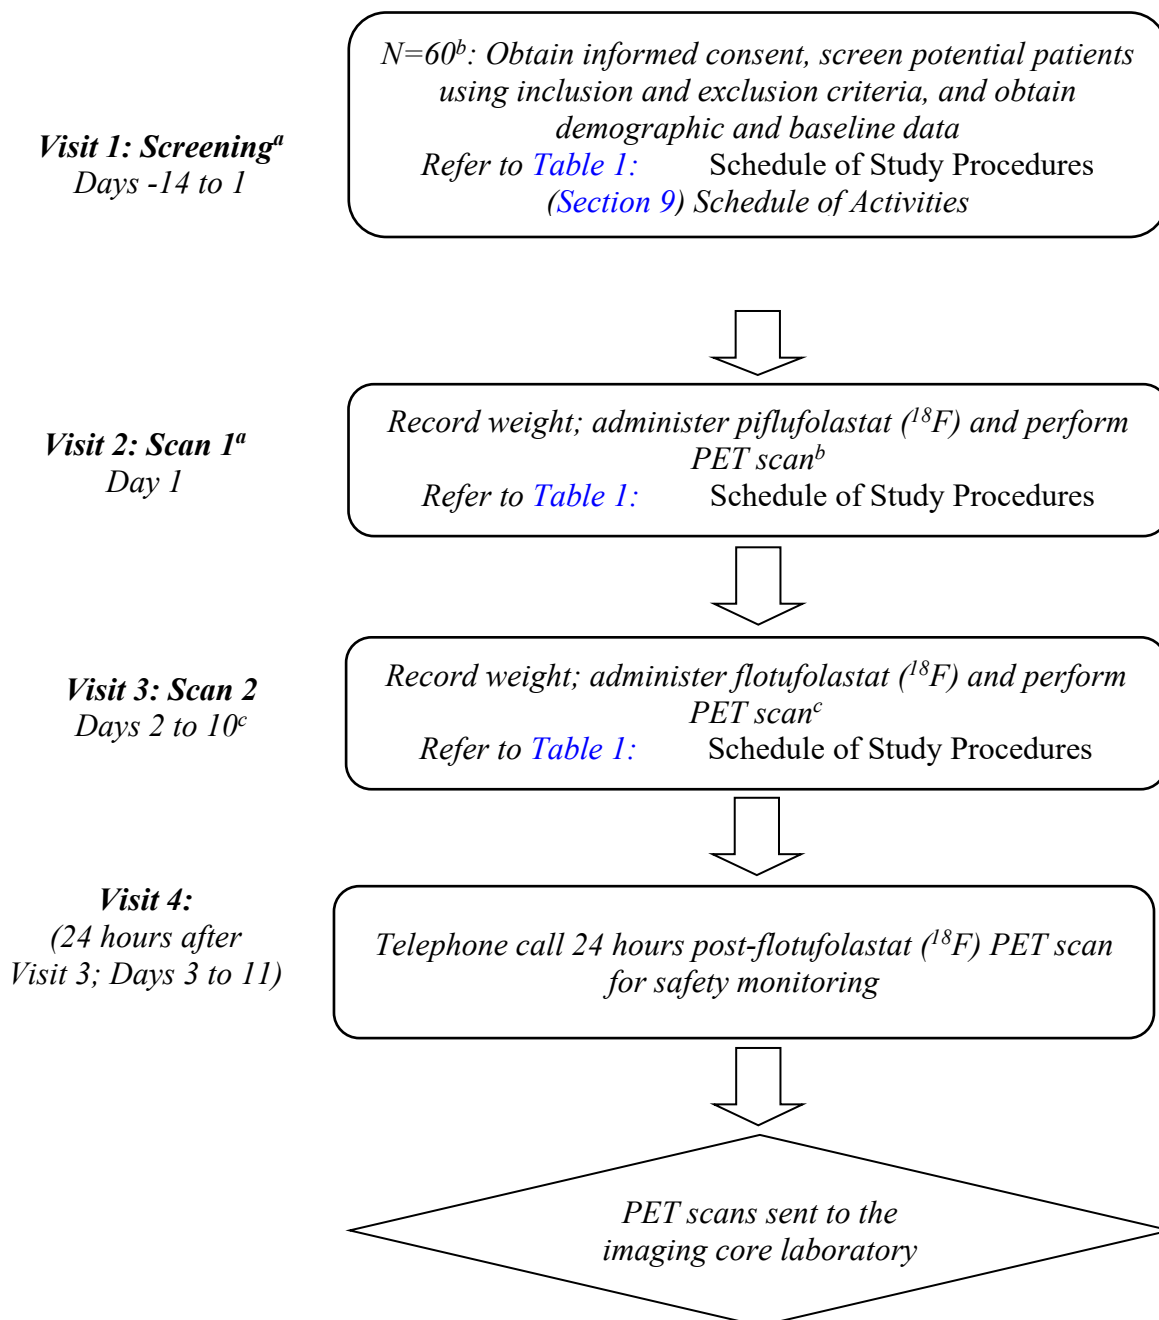 N=60ᵇ: Obtain informed consent, screen potential patients
using inclusion and exclusion criteria, and obtain
demographic and baseline data
Refer to Table 1: Schedule of Study Procedures
(Section 9) Schedule of Activities
Visit 1: Screeningᵃ
Days -14 to 1
Record weight; administer piflufolastat (¹⁸F) and perform
PET scanᵇ
Refer to Table 1: Schedule of Study Procedures
Visit 2: Scan 1ᵃ
Day 1
Record weight; administer flotufolastat (¹⁸F) and perform
PET scanᶜ
Refer to Table 1: Schedule of Study Procedures
Visit 3: Scan 2
Days 2 to 10ᶜ
Visit 4:
(24 hours after
Visit 3; Days 3 to 11)
Telephone call 24 hours post-flotufolastat (¹⁸F) PET scan
for safety monitoring
PET scans sent to the
imaging core laboratory